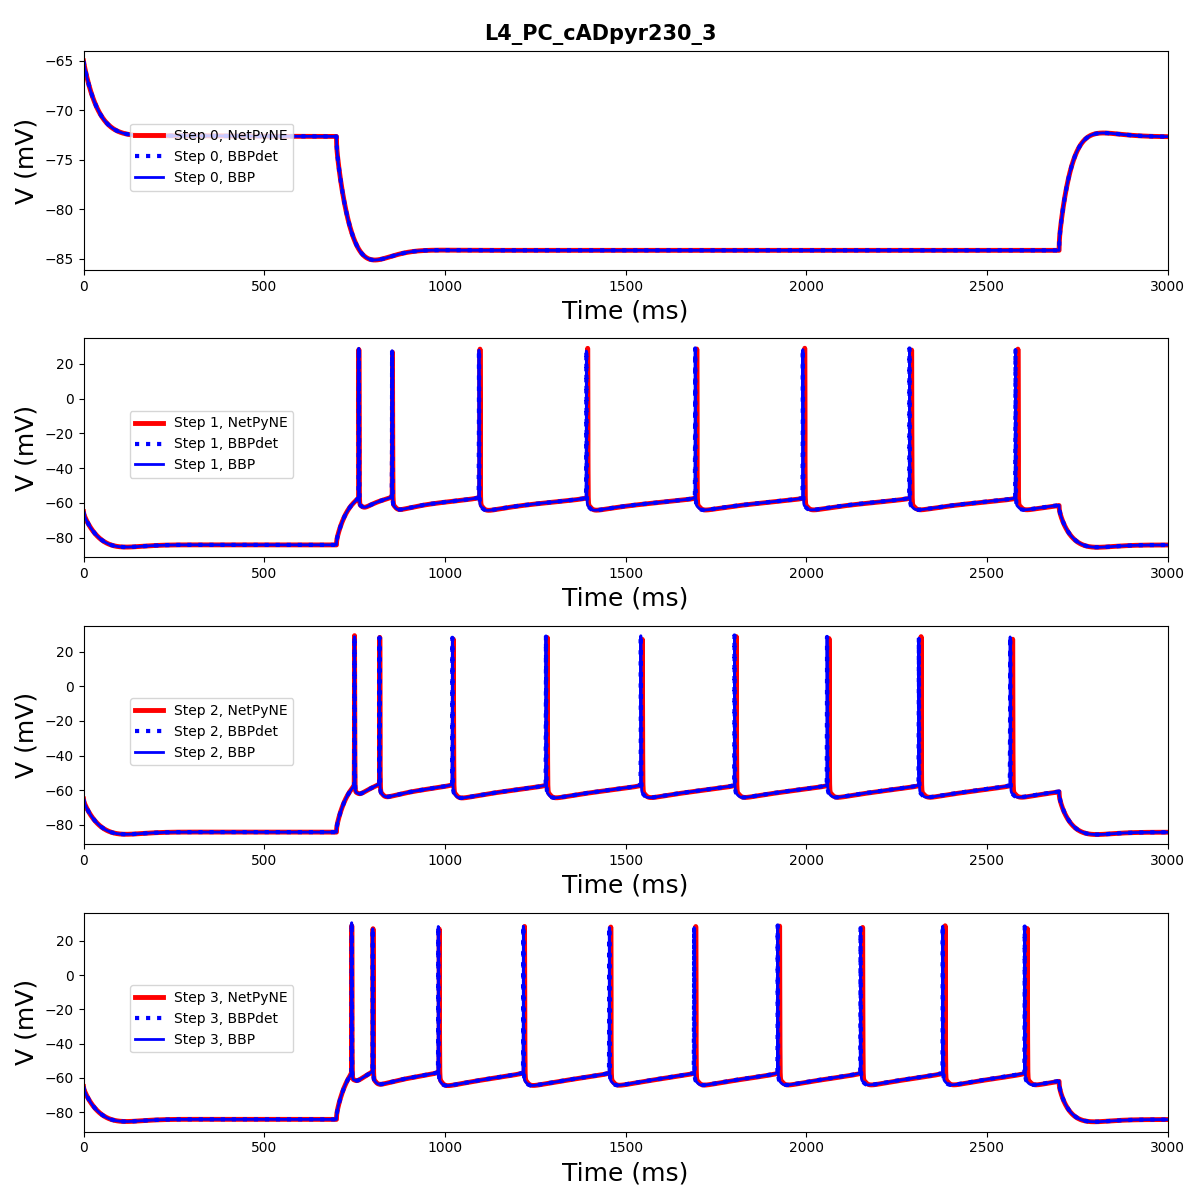 L4_PC_cADpyr230_3
−65
−70
−75
−80
−85
V (mV)
Step 0, NetPyNE
Step 0, BBPdet
Step 0, BBP
0 500 1000 1500 2000 2500 3000
Time (ms)
20
0
−20
−40
−60
−80
V (mV)
Step 1, NetPyNE
Step 1, BBPdet
Step 1, BBP
0 500 1000 1500 2000 2500 3000
Time (ms)
20
0
−20
−40
−60
−80
V (mV)
Step 2, NetPyNE
Step 2, BBPdet
Step 2, BBP
0 500 1000 1500 2000 2500 3000
Time (ms)
20
0
−20
−40
−60
−80
V (mV)
Step 3, NetPyNE
Step 3, BBPdet
Step 3, BBP
0 500 1000 1500 2000 2500 3000
Time (ms)